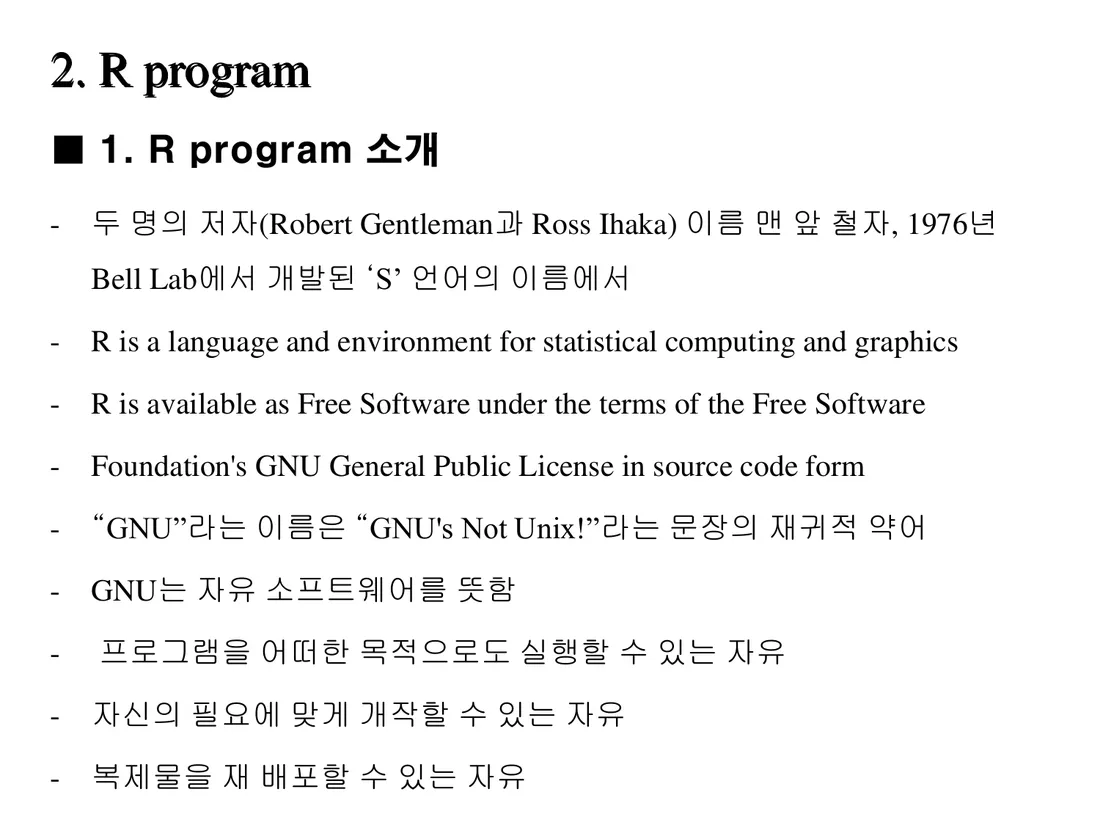 2. R program
■ 1. R program 소개
- 두 명의 저자(Robert Gentleman과 Ross Ihaka) 이름 맨 앞 철자, 1976년
Bell Lab에서 개발된 ‘S’ 언어의 이름에서
- R is a language and environment for statistical computing and graphics
- R is available as Free Software under the terms of the Free Software
- Foundation's GNU General Public License in source code form
- “GNU”라는 이름은 “GNU's Not Unix!”라는 문장의 재귀적 약어
- GNU는 자유 소프트웨어를 뜻함
- 프로그램을 어떠한 목적으로도 실행할 수 있는 자유
- 자신의 필요에 맞게 개작할 수 있는 자유
- 복제물을 재 배포할 수 있는 자유